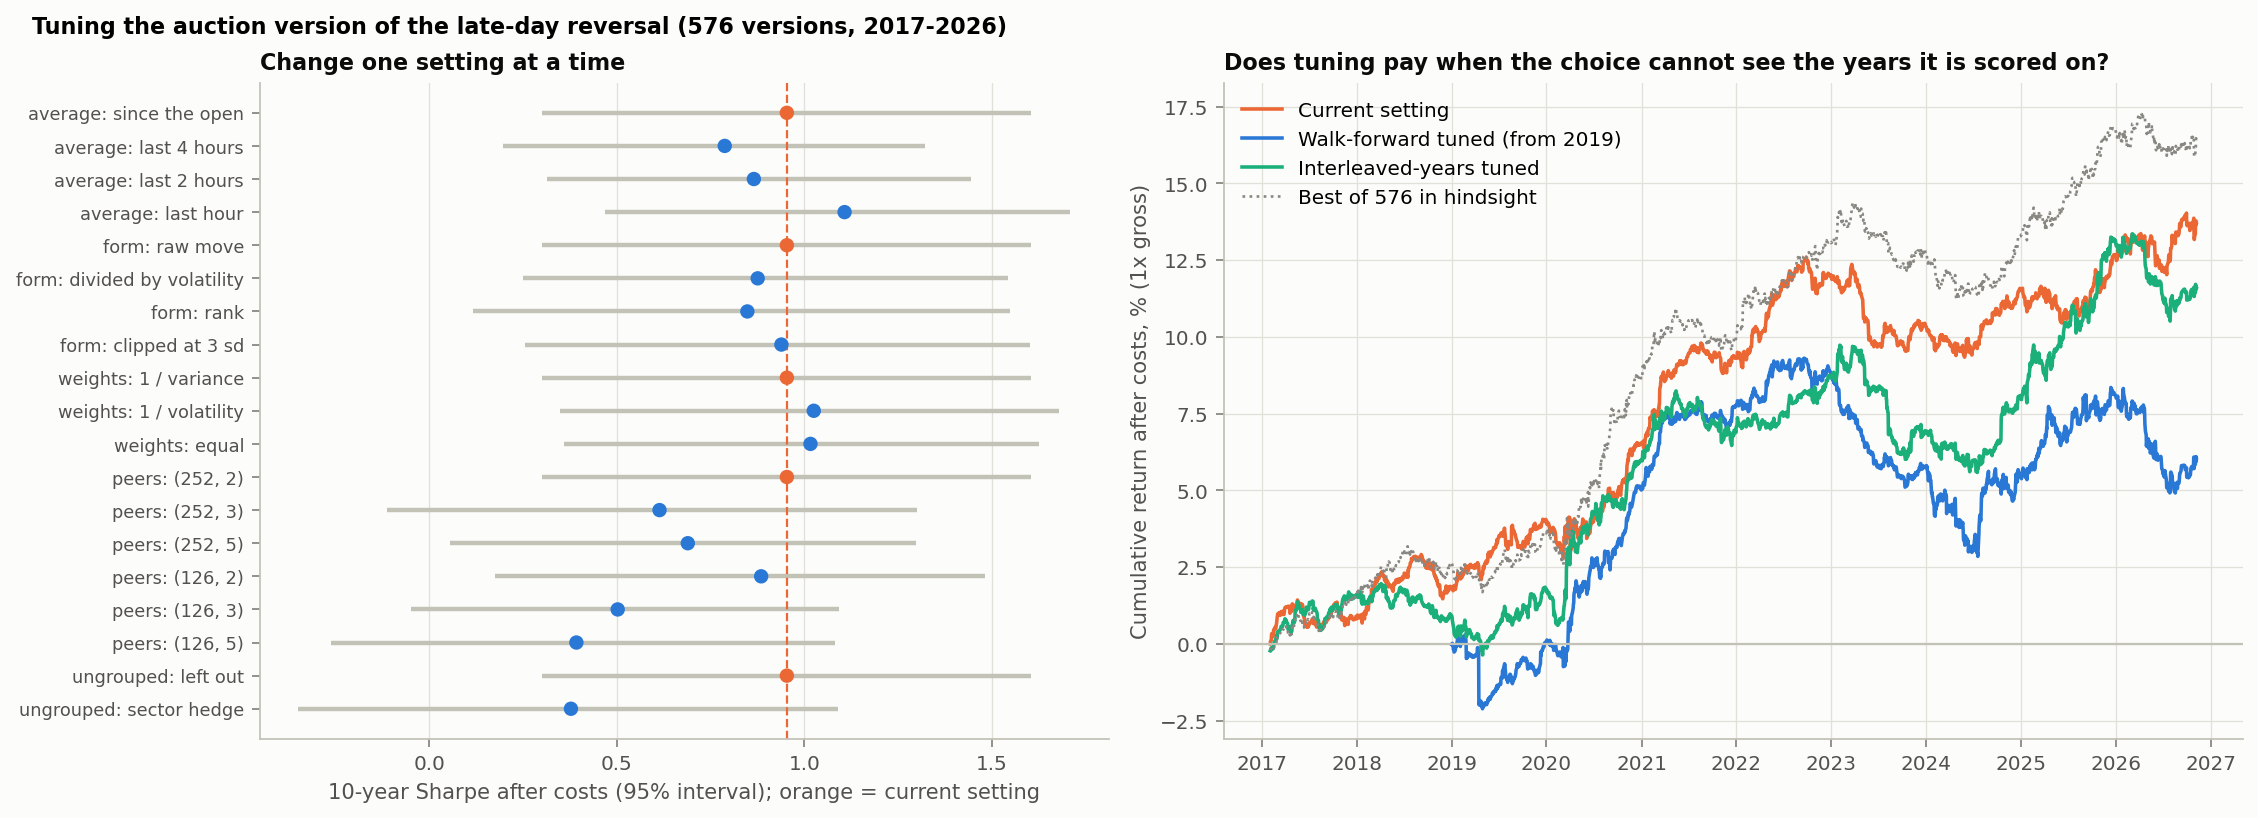 Tuning the auction version of the late-day reversal (576 versions, 2017-2026)
Change one setting at a time
average: since the open
average: last 4 hours
average: last 2 hours
average: last hour
form: raw move
form: divided by volatility
form: rank
form: clipped at 3 sd
weights: 1 / variance
weights: 1 / volatility
weights: equal
peers: (252, 2)
peers: (252, 3)
peers: (252, 5)
peers: (126, 2)
peers: (126, 3)
peers: (126, 5)
ungrouped: left out
ungrouped: sector hedge
0.0 0.5 1.0 1.5
10-year Sharpe after costs (95% interval); orange = current setting
Does tuning pay when the choice cannot see the years it is scored on?
Current setting
Walk-forward tuned (from 2019)
Interleaved-years tuned
Best of 576 in hindsight
Cumulative return after costs, % (1x gross)
17.5
15.0
12.5
10.0
7.5
5.0
2.5
0.0
−2.5
2017 2018 2019 2020 2021 2022 2023 2024 2025 2026 2027